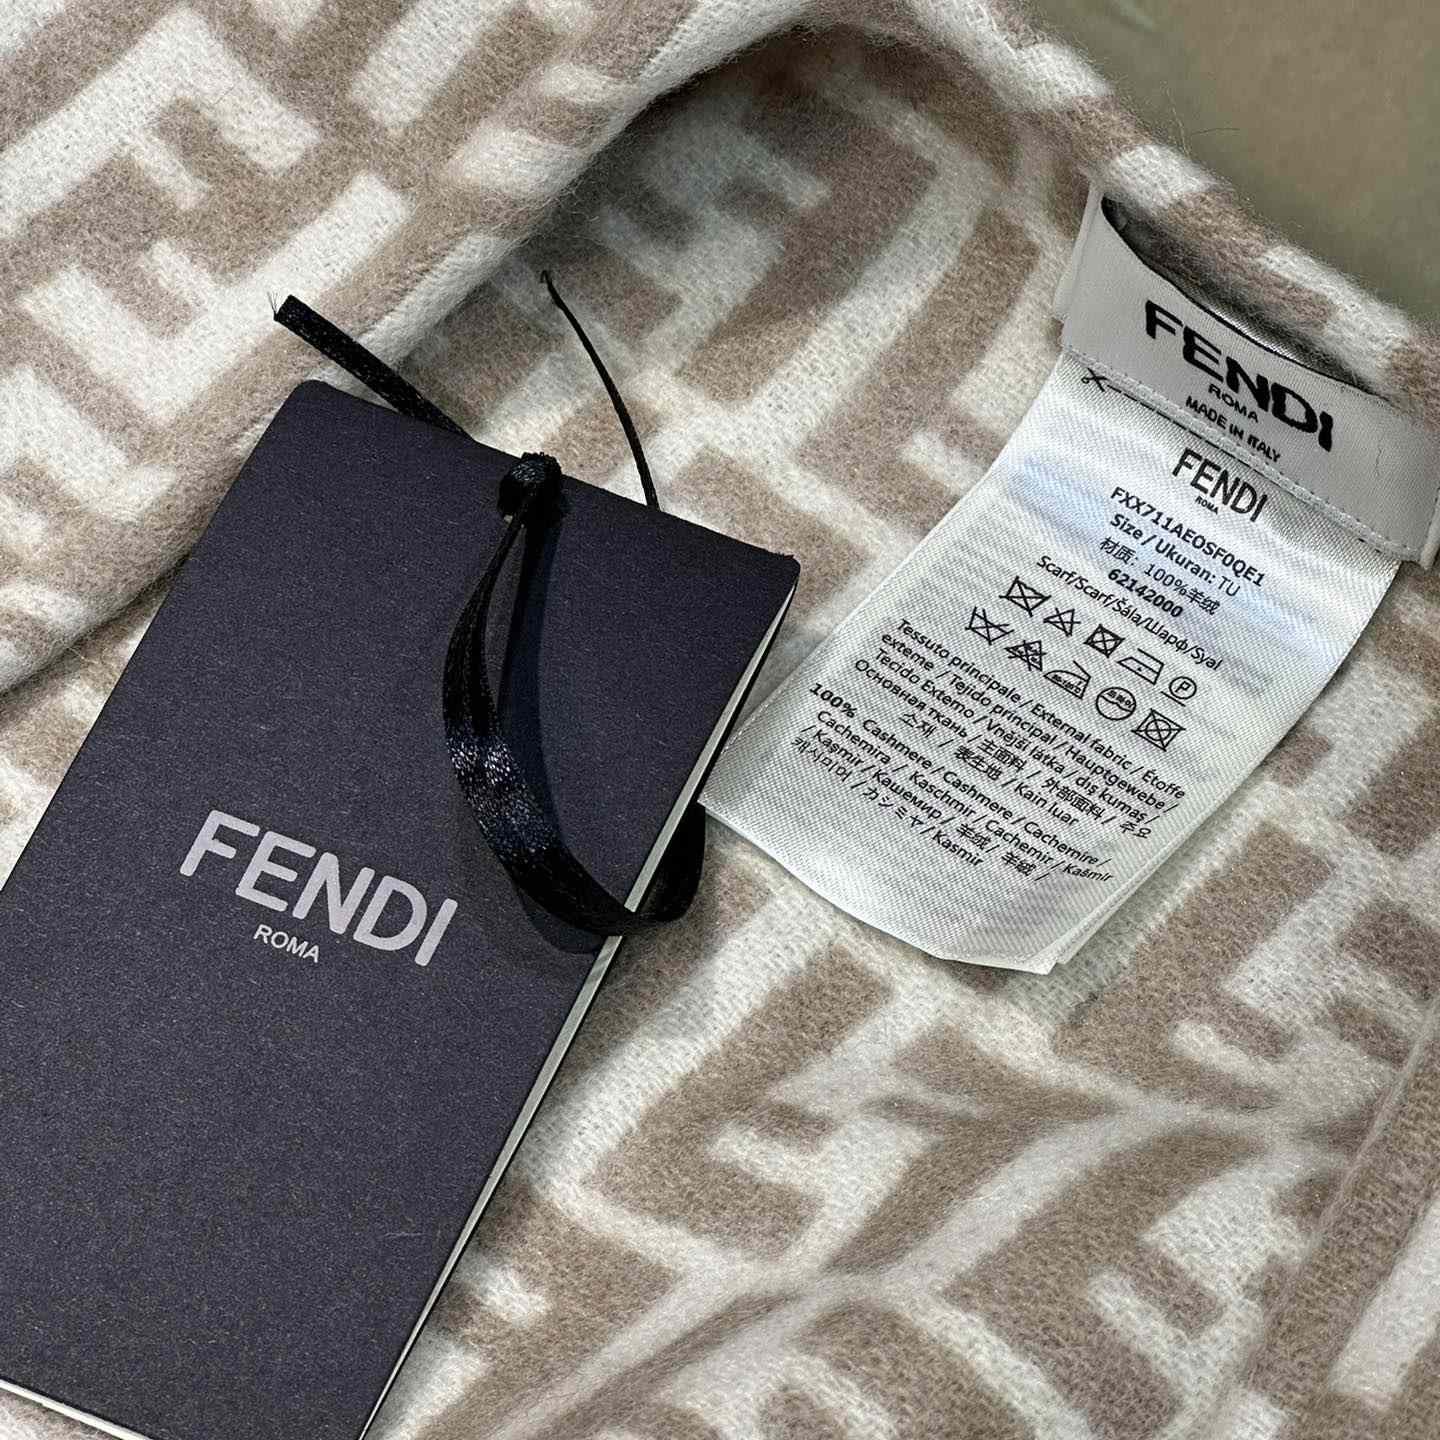 FENDI
ROMA
MADE IN ITALY
FENDI
ROMA
FXX711AEOSF0QE1
Size / Ukuran: TU
材质: 100%羊绒
62142000
Scarf/Scarf/Šála/Шарф/Syal
Tessuto principale / External fabric / Etoffe
externe / Tejido principal / Hauptgewebe /
Tecido Externo / Vnější látka / diş kumaş /
Основная ткань / 主面料 / 外部面料 / 주요
소재 / 表生地 / Kain luar
100% Cashmere / Cashmere / Cachemire /
Cachemira / Kaschmir / Cachemir / Kašmír
/ Kaşmir / Кашемир / 羊绒 / 羊绒 /
캐시미어 / カシミヤ / Kasmir
FENDI
ROMA